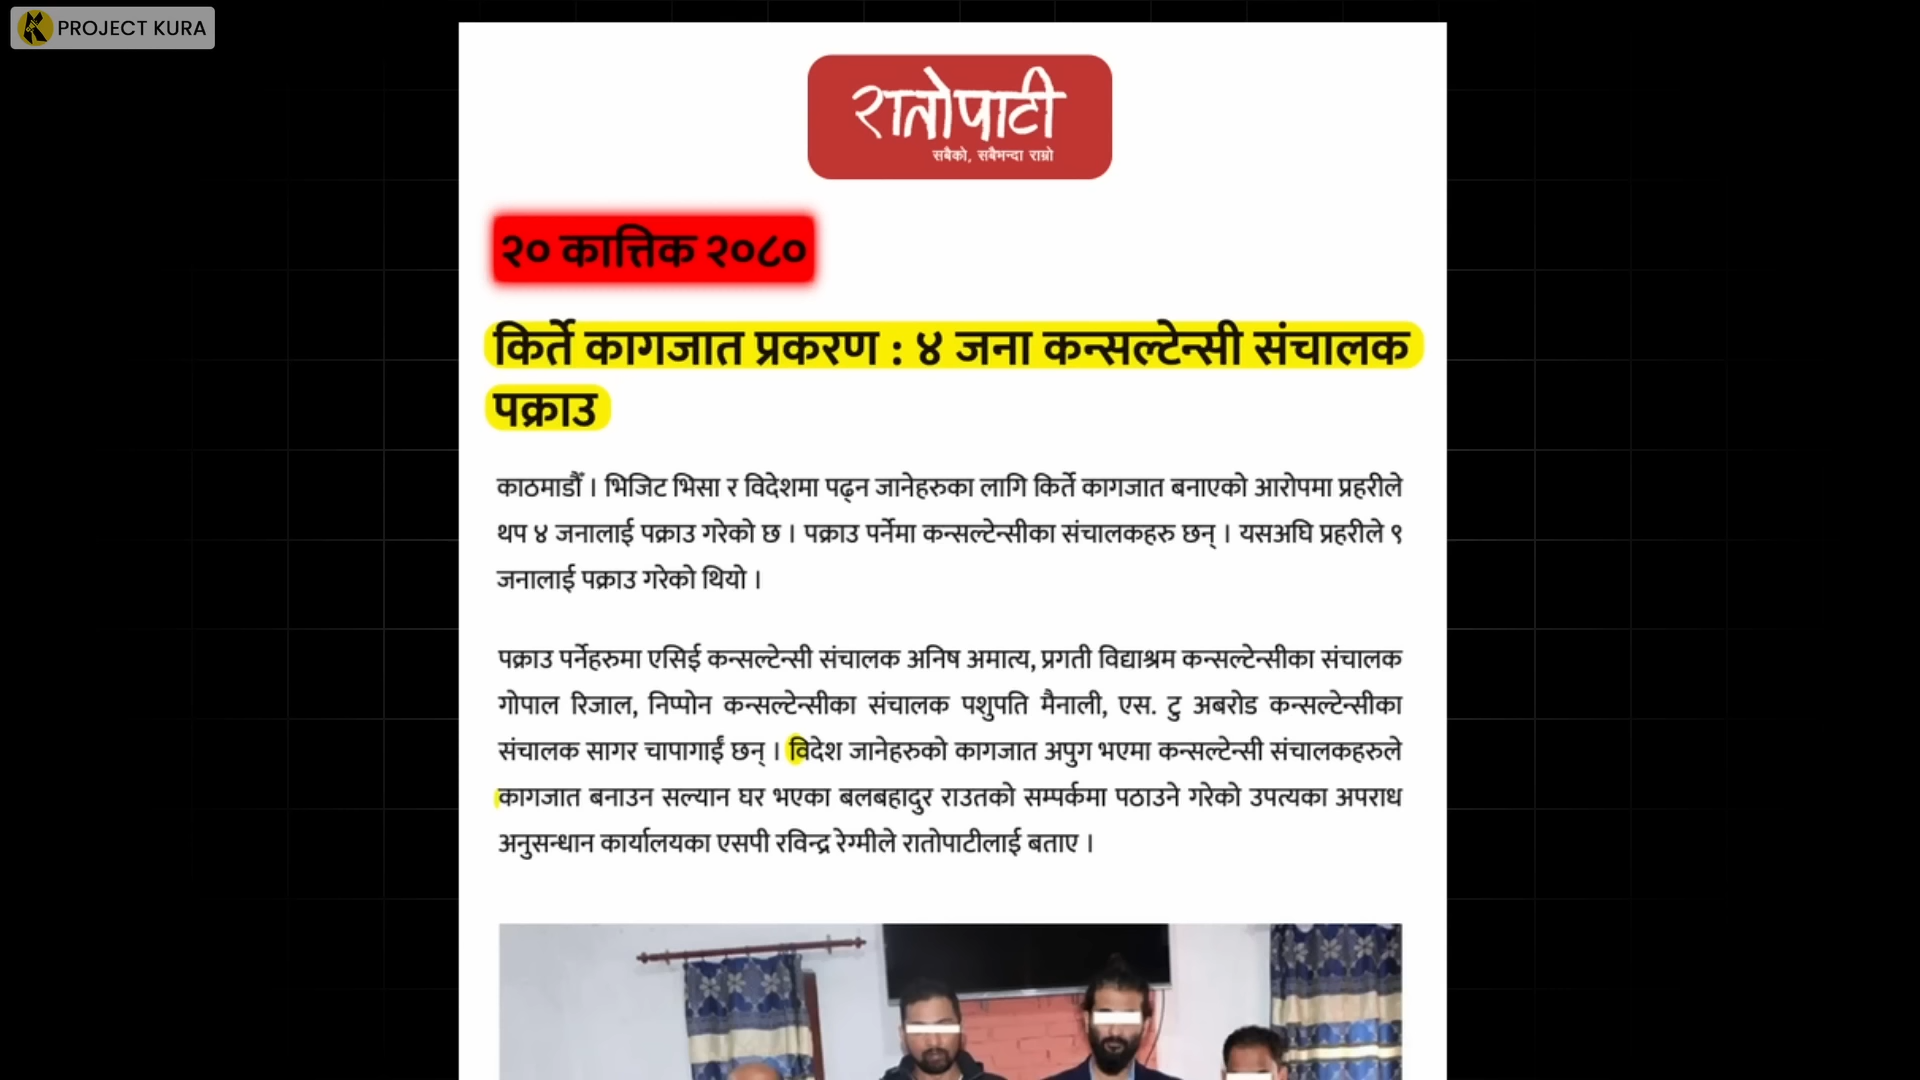 PROJECT KURA
रातोपाटी
सबैको, सबैभन्दा राम्रो
२० कात्तिक २०८०
किर्ते कागजात प्रकरण : ४ जना कन्सल्टेन्सी संचालक
पक्राउ
काठमाडौँ । भिजिट भिसा र विदेशमा पढ्न जानेहरुका लागि किर्ते कागजात बनाएको आरोपमा प्रहरीले
थप ४ जनालाई पक्राउ गरेको छ । पक्राउ पर्नेमा कन्सल्टेन्सीका संचालकहरु छन् । यसअघि प्रहरीले ९
जनालाई पक्राउ गरेको थियो ।
पक्राउ पर्नेहरुमा एसिई कन्सल्टेन्सी संचालक अनिष अमात्य, प्रगती विद्याश्रम कन्सल्टेन्सीका संचालक
गोपाल रिजाल, निप्पोन कन्सल्टेन्सीका संचालक पशुपति मैनाली, एस. टु अबरोड कन्सल्टेन्सीका
संचालक सागर चापागाईं छन् । विदेश जानेहरुको कागजात अपुग भएमा कन्सल्टेन्सी संचालकहरुले
कागजात बनाउन सल्यान घर भएका बलबहादुर राउतको सम्पर्कमा पठाउने गरेको उपत्यका अपराध
अनुसन्धान कार्यालयका एसपी रविन्द्र रेग्मीले रातोपाटीलाई बताए ।